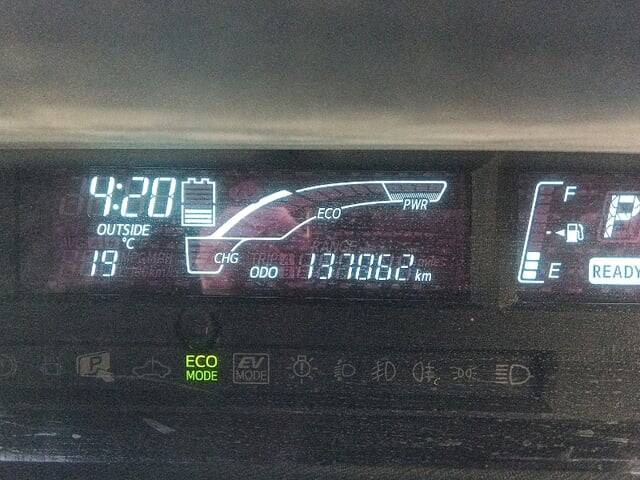 4:20
OUTSIDE
°C
19
CHG
ECO
PWR
ODO 137862 km
F
E
P
READY
ECO
MODE
EV
MODE
P